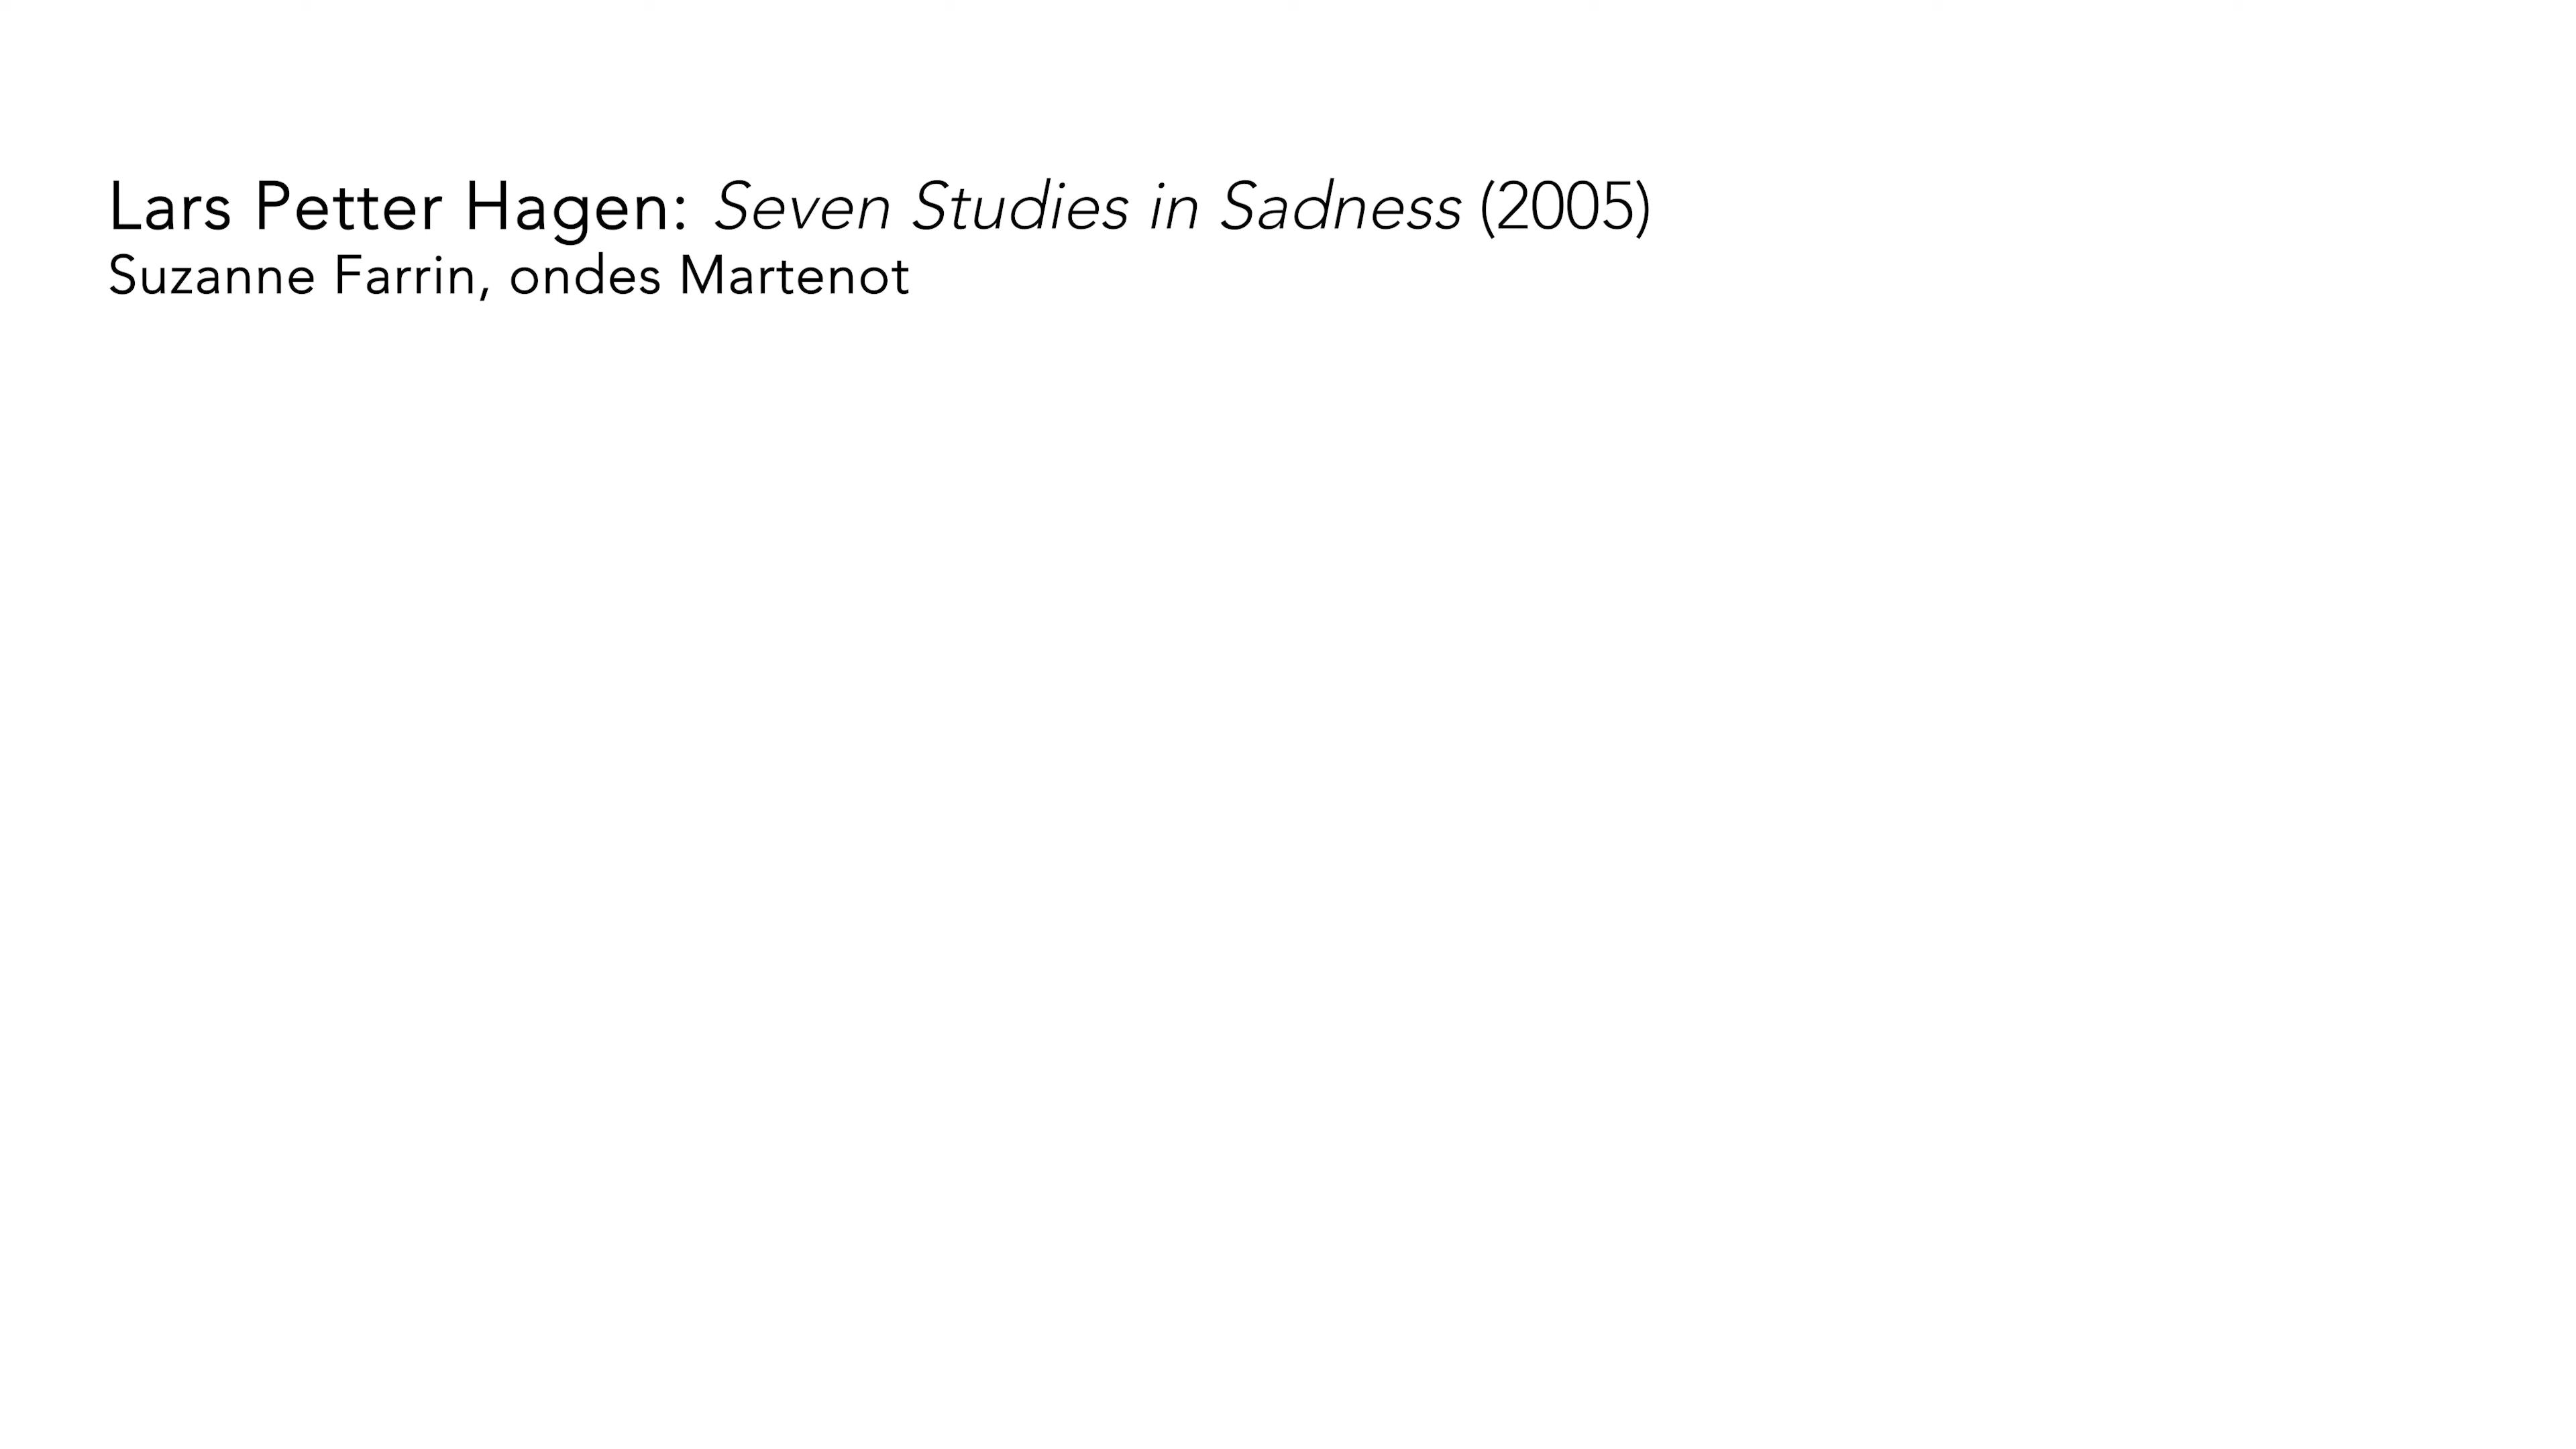 Lars Petter Hagen: Seven Studies in Sadness (2005)
Suzanne Farrin, ondes Martenot